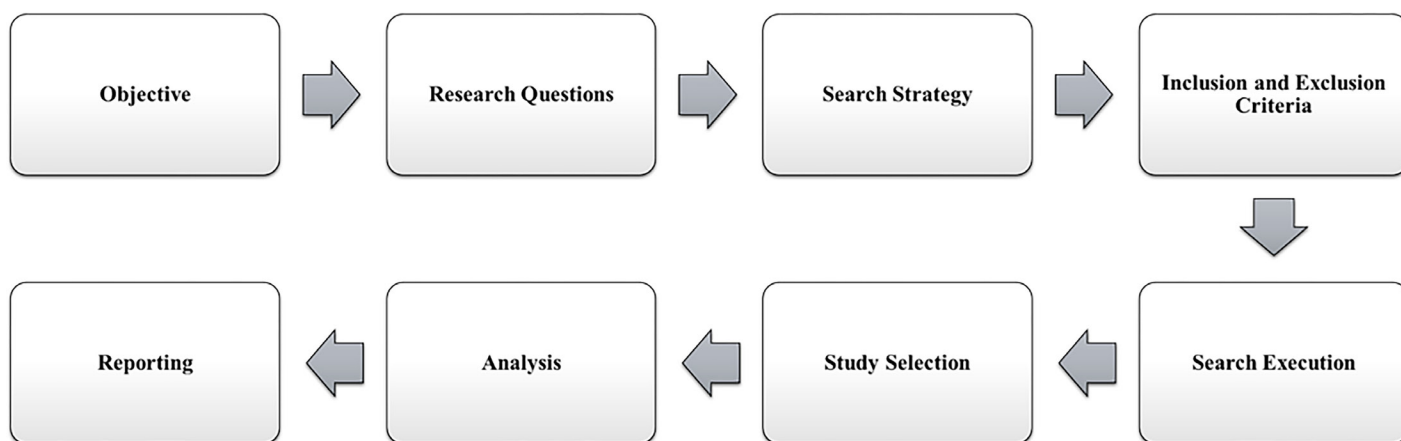 Objective
Research Questions
Search Strategy
Inclusion and Exclusion
Criteria
Search Execution
Study Selection
Analysis
Reporting